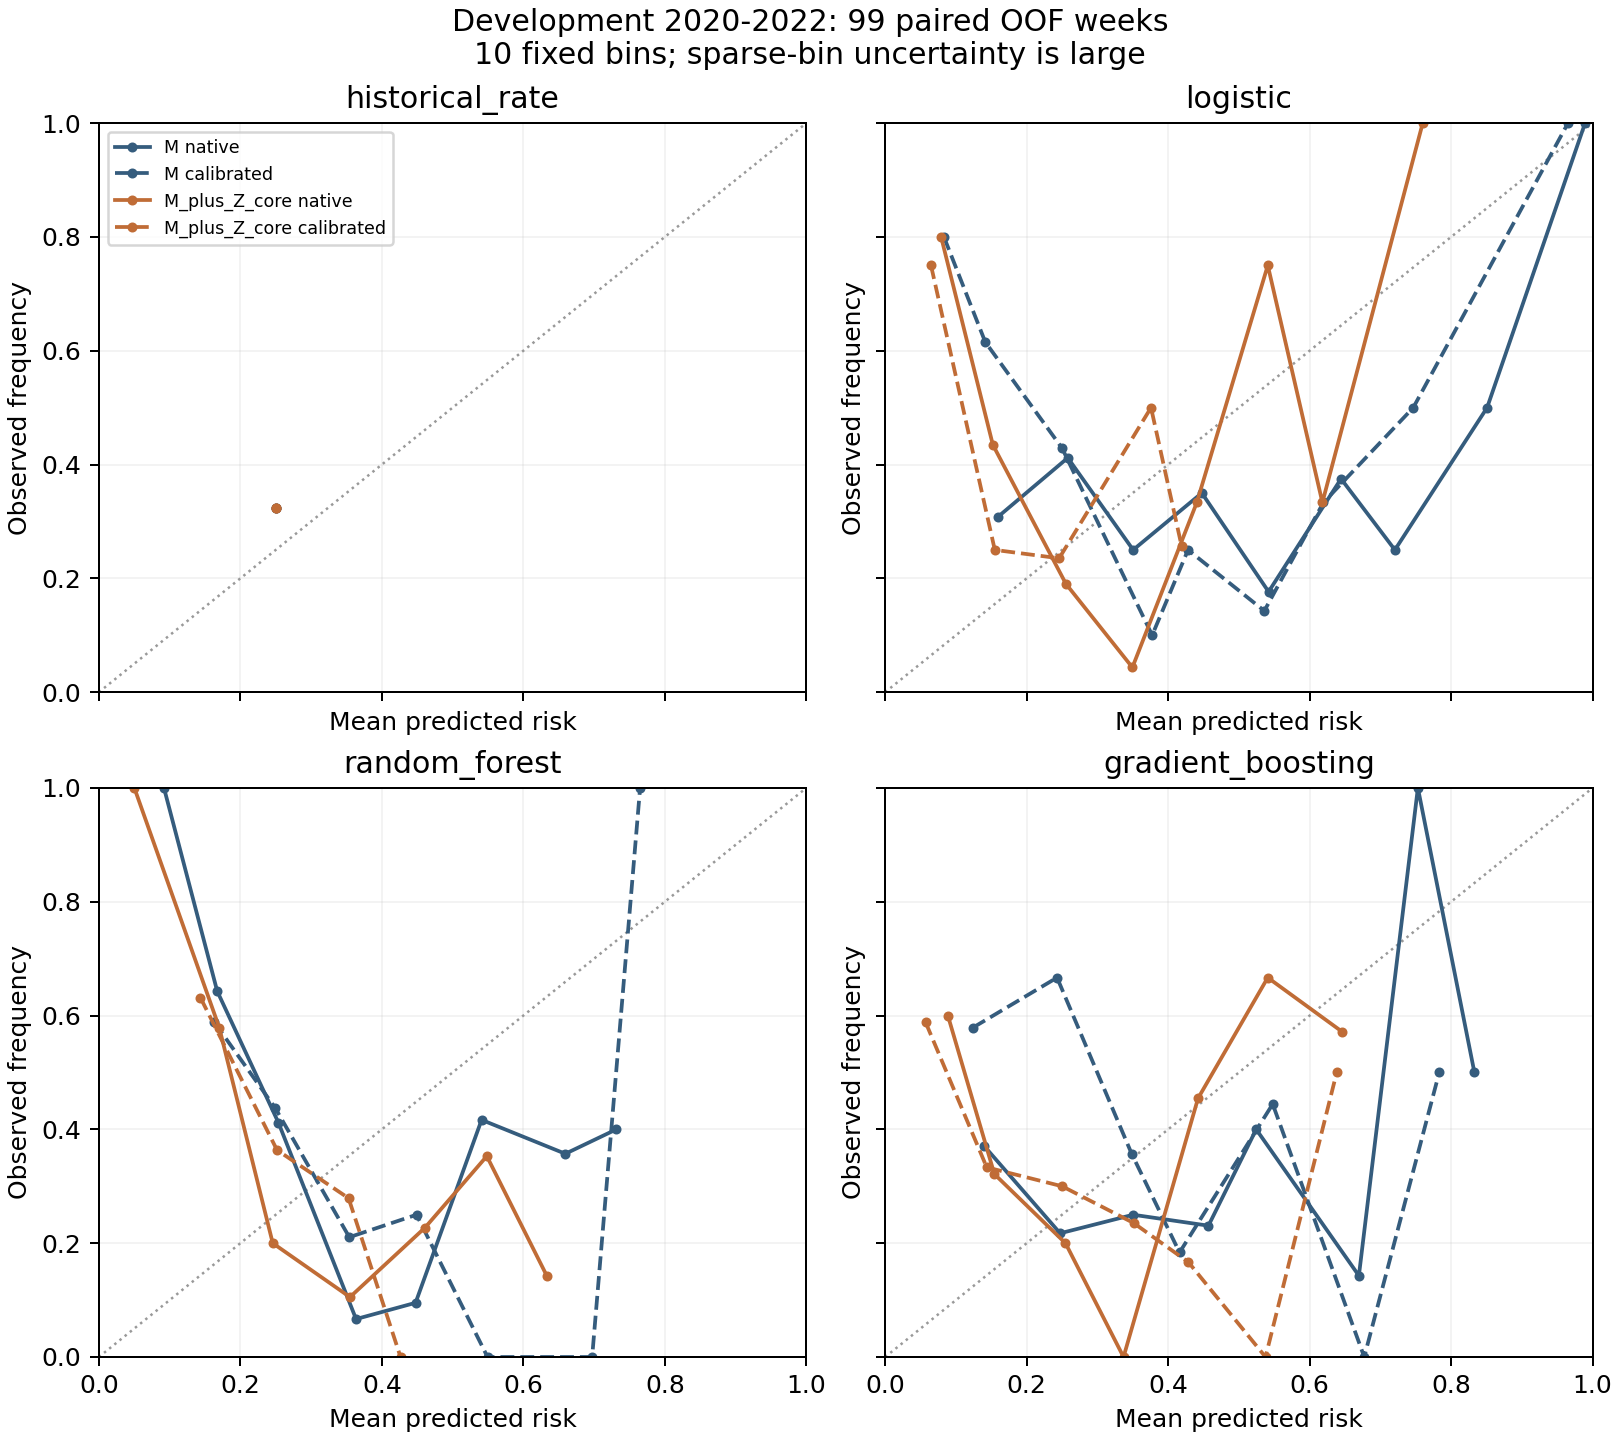 Development 2020-2022: 99 paired OOF weeks
10 fixed bins; sparse-bin uncertainty is large
historical_rate
1.0
0.8
0.6
0.4
0.2
0.0
Observed frequency
M native
M calibrated
M_plus_Z_core native
M_plus_Z_core calibrated
Mean predicted risk
logistic
Observed frequency
Mean predicted risk
random_forest
1.0
0.8
0.6
0.4
0.2
0.0
Observed frequency
0.0 0.2 0.4 0.6 0.8 1.0
Mean predicted risk
gradient_boosting
Observed frequency
0.0 0.2 0.4 0.6 0.8 1.0
Mean predicted risk